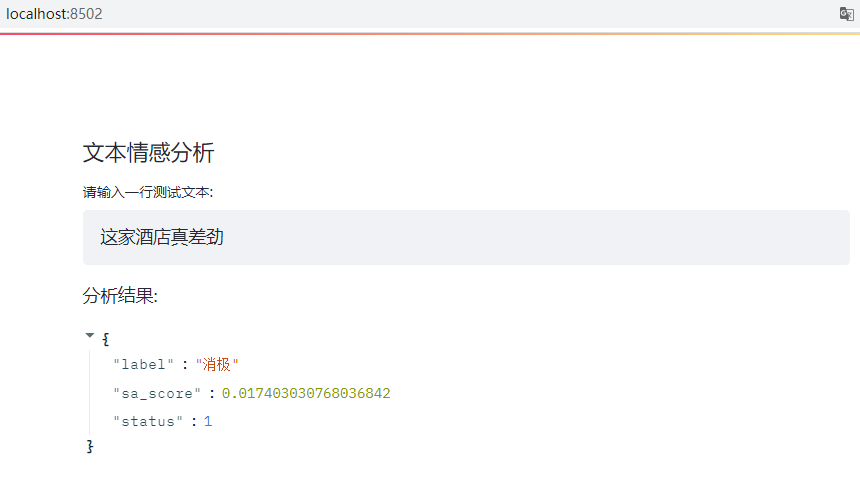 localhost:8502
文本情感分析
请输入一行测试文本:
这家酒店真差劲
分析结果:
{
"label" : "消极"
"sa_score" : 0.017403030768036842
"status" : 1
}